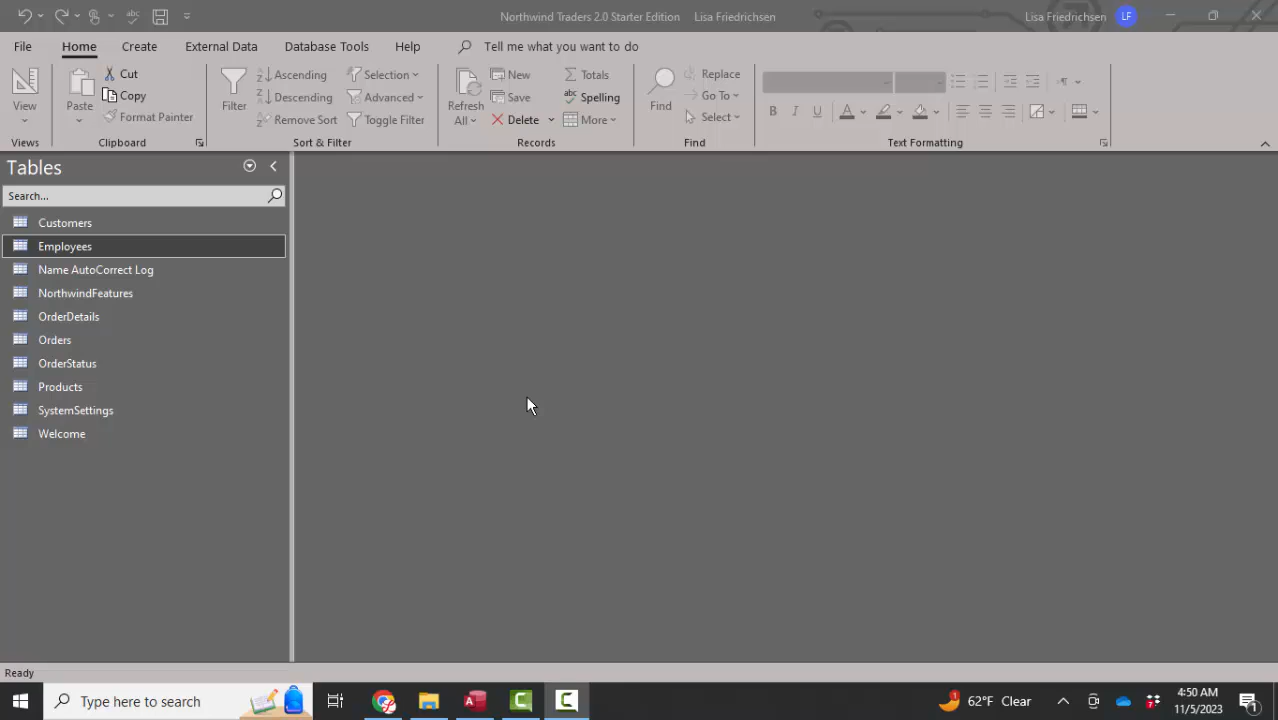 Northwind Traders 2.0 Starter Edition Lisa Friedrichsen
Lisa Friedrichsen LF
File Home Create External Data Database Tools Help Tell me what you want to do
View
Views
Paste
Cut
Copy
Format Painter
Clipboard
Filter
Ascending
Descending
Remove Sort
Selection
Advanced
Toggle Filter
Sort & Filter
Refresh
All
New
Save
Delete
Totals
Spelling
More
Records
Find
Replace
Go To
Select
Find
B I U A
Text Formatting
Tables
Search...
Customers
Employees
Name AutoCorrect Log
NorthwindFeatures
OrderDetails
Orders
OrderStatus
Products
SystemSettings
Welcome
Ready
Type here to search
1 62°F Clear
4:50 AM
11/5/2023
1